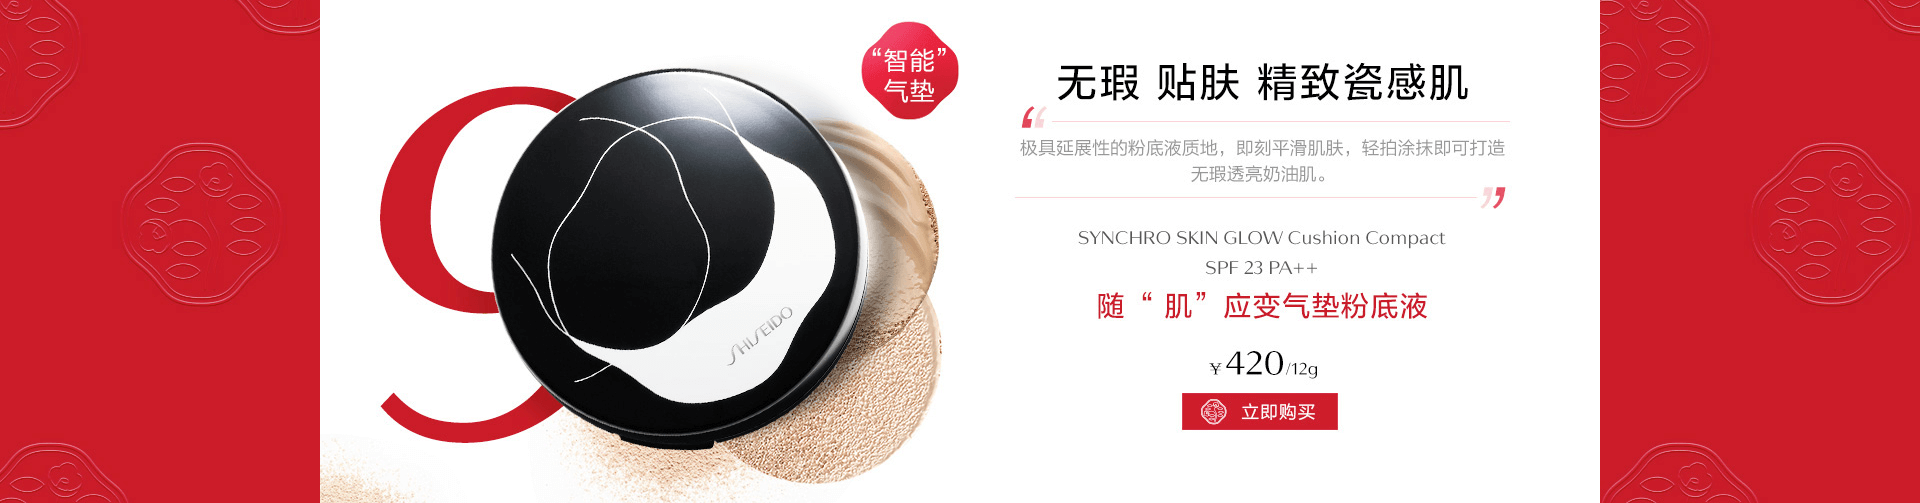 9
“智能”
气垫
SHISEIDO
无瑕 贴肤 精致瓷感肌
“
极具延展性的粉底液质地，即刻平滑肌肤，轻拍涂抹即可打造
无瑕透亮奶油肌。
”
SYNCHRO SKIN GLOW Cushion Compact
SPF 23 PA++
随“肌”应变气垫粉底液
¥420/12g
立即购买